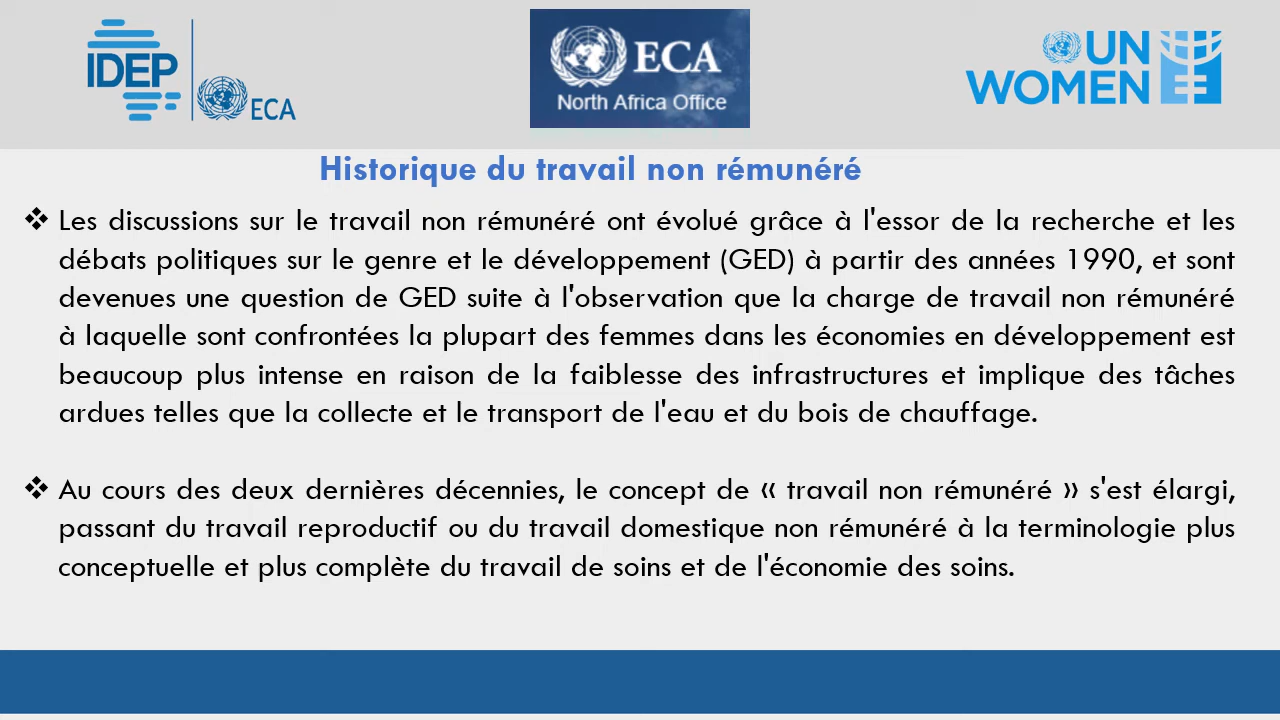 IDEP
ECA
ECA
North Africa Office
UN
WOMEN
Historique du travail non rémunéré
❖ Les discussions sur le travail non rémunéré ont évolué grâce à l'essor de la recherche et les
débats politiques sur le genre et le développement (GED) à partir des années 1990, et sont
devenues une question de GED suite à l'observation que la charge de travail non rémunéré
à laquelle sont confrontées la plupart des femmes dans les économies en développement est
beaucoup plus intense en raison de la faiblesse des infrastructures et implique des tâches
ardues telles que la collecte et le transport de l'eau et du bois de chauffage.
❖ Au cours des deux dernières décennies, le concept de « travail non rémunéré » s'est élargi,
passant du travail reproductif ou du travail domestique non rémunéré à la terminologie plus
conceptuelle et plus complète du travail de soins et de l'économie des soins.